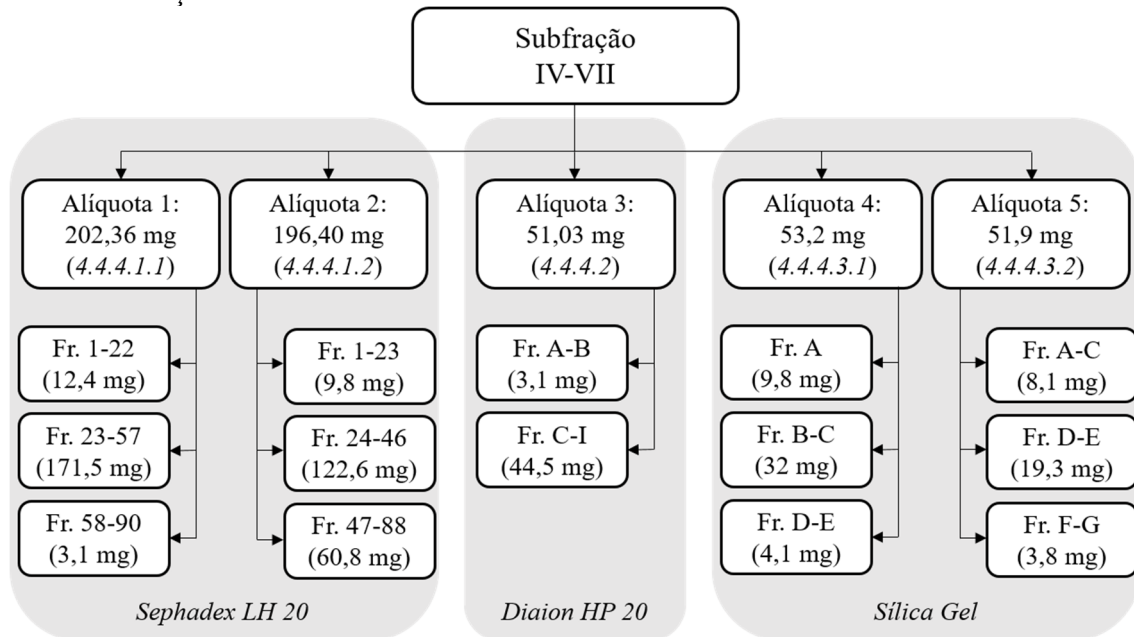 Subfração
IV-VII
Alíquota 1:
202,36 mg
(4.4.4.1.1)
Alíquota 2:
196,40 mg
(4.4.4.1.2)
Alíquota 3:
51,03 mg
(4.4.4.2)
Alíquota 4:
53,2 mg
(4.4.4.3.1)
Alíquota 5:
51,9 mg
(4.4.4.3.2)
Fr. 1-22
(12,4 mg)
Fr. 23-57
(171,5 mg)
Fr. 58-90
(3,1 mg)
Fr. 1-23
(9,8 mg)
Fr. 24-46
(122,6 mg)
Fr. 47-88
(60,8 mg)
Fr. A-B
(3,1 mg)
Fr. C-I
(44,5 mg)
Fr. A
(9,8 mg)
Fr. B-C
(32 mg)
Fr. D-E
(4,1 mg)
Fr. A-C
(8,1 mg)
Fr. D-E
(19,3 mg)
Fr. F-G
(3,8 mg)
Sephadex LH 20
Diaion HP 20
Sílica Gel